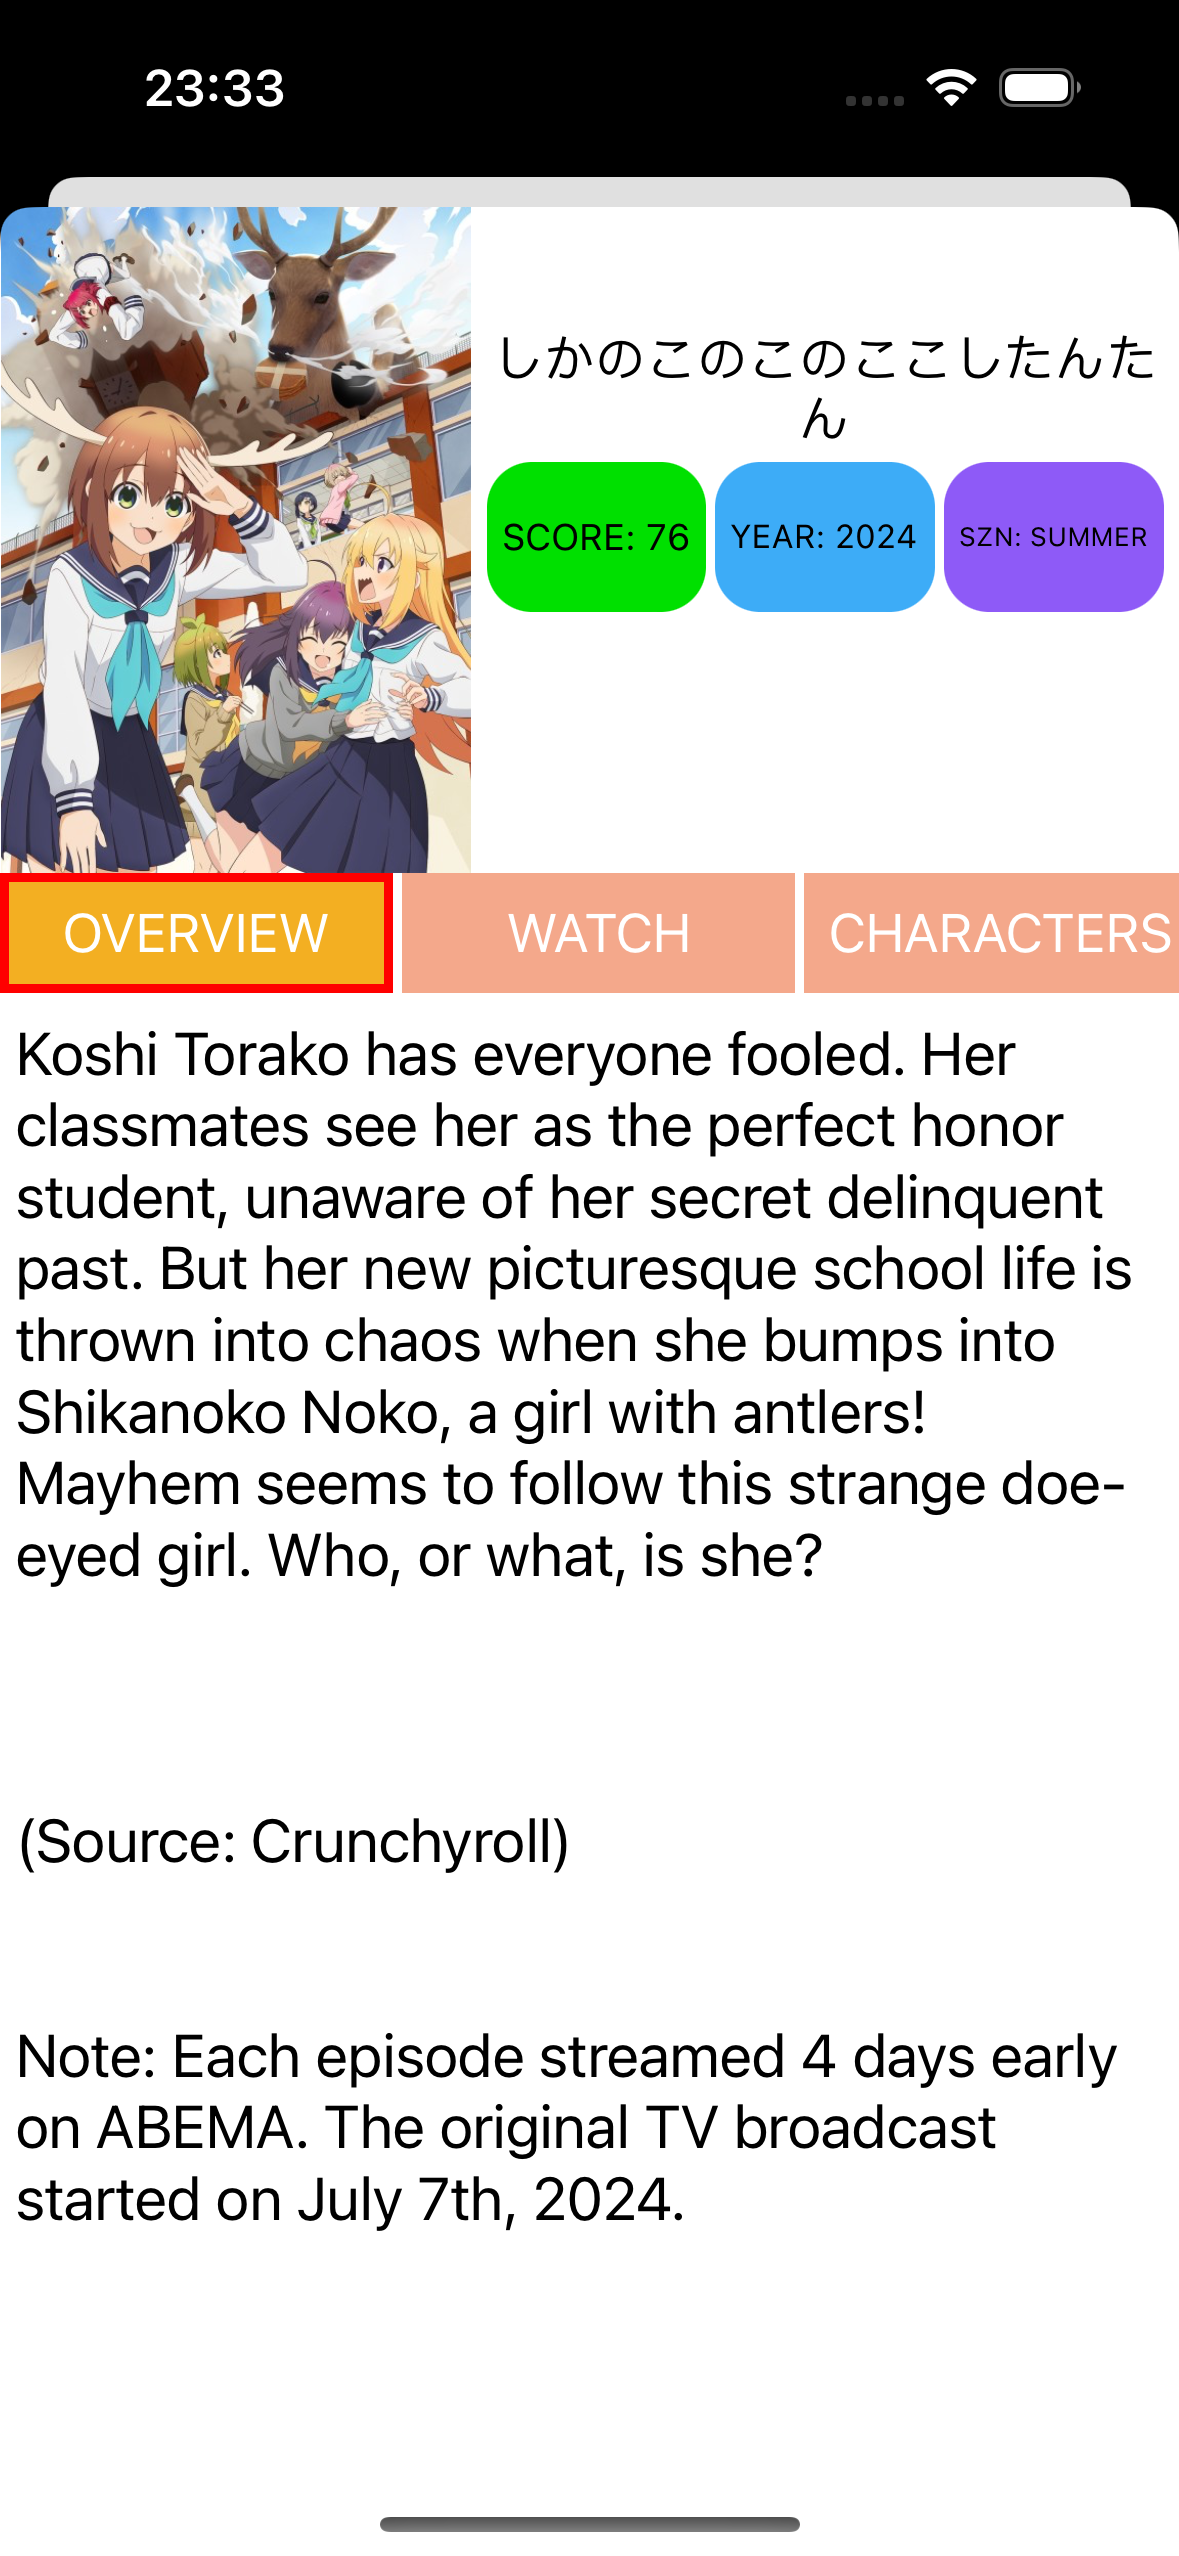 23:33
しかのこのこのここしたんた
ん
SCORE: 76
YEAR: 2024
SZN: SUMMER
OVERVIEW
WATCH
CHARACTERS
Koshi Torako has everyone fooled. Her
classmates see her as the perfect honor
student, unaware of her secret delinquent
past. But her new picturesque school life is
thrown into chaos when she bumps into
Shikanoko Noko, a girl with antlers!
Mayhem seems to follow this strange doe-
eyed girl. Who, or what, is she?
(Source: Crunchyroll)
Note: Each episode streamed 4 days early
on ABEMA. The original TV broadcast
started on July 7th, 2024.